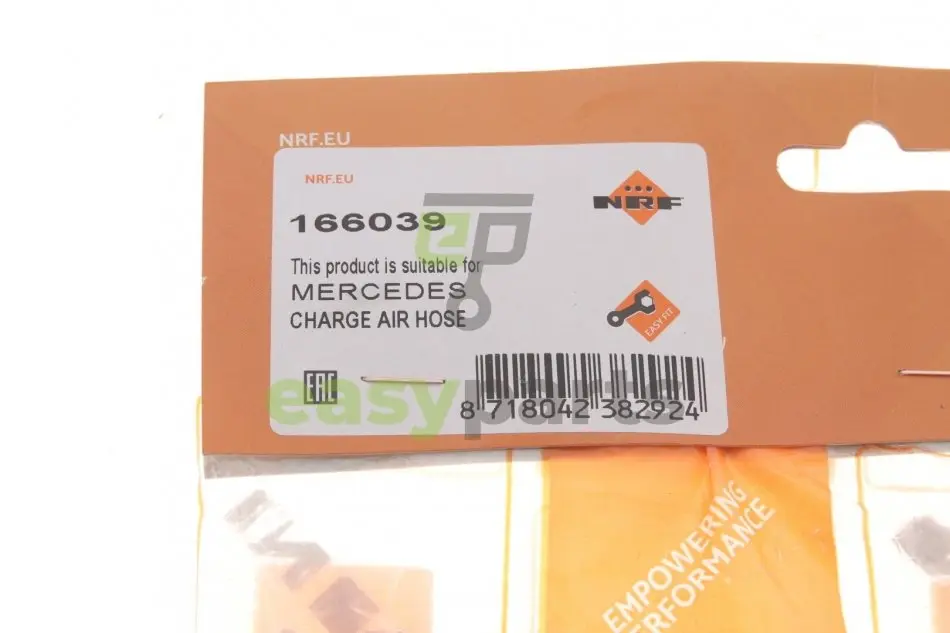 NRF.EU
NRF.EU
NRF
166039
ep
This product is suitable for
MERCEDES
CHARGE AIR HOSE
EASY FIT
EAC
easyparts
8 718042 382924
EMPOWERING
PERFORMANCE